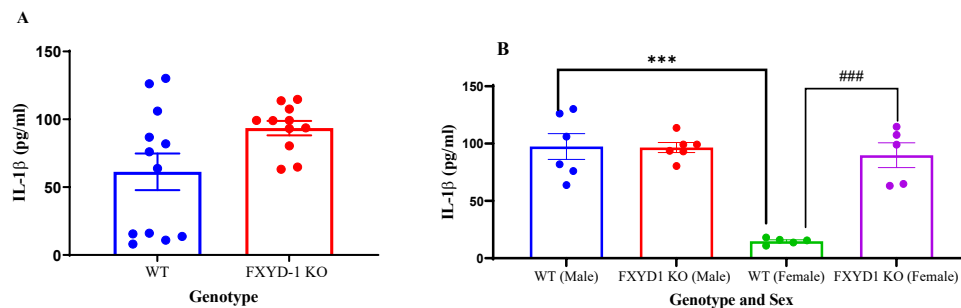 A
IL-1β (pg/ml)
150
100
50
0
WT
FXYD-1 KO
Genotype
B
***
###
IL-1β (pg/ml)
150
100
50
0
WT (Male)
FXYD1 KO (Male)
WT (Female)
FXYD1 KO (Female)
Genotype and Sex